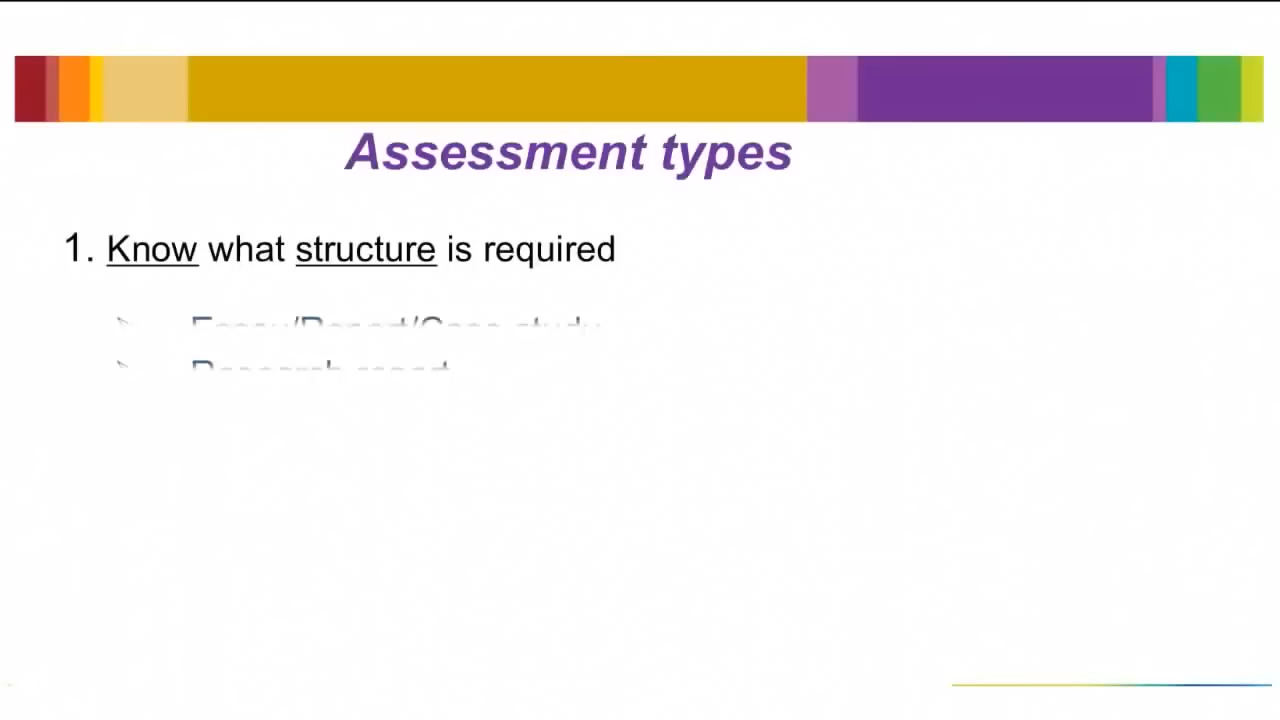 Assessment types
1. Know what structure is required
Essay/Report/Case study
Research report